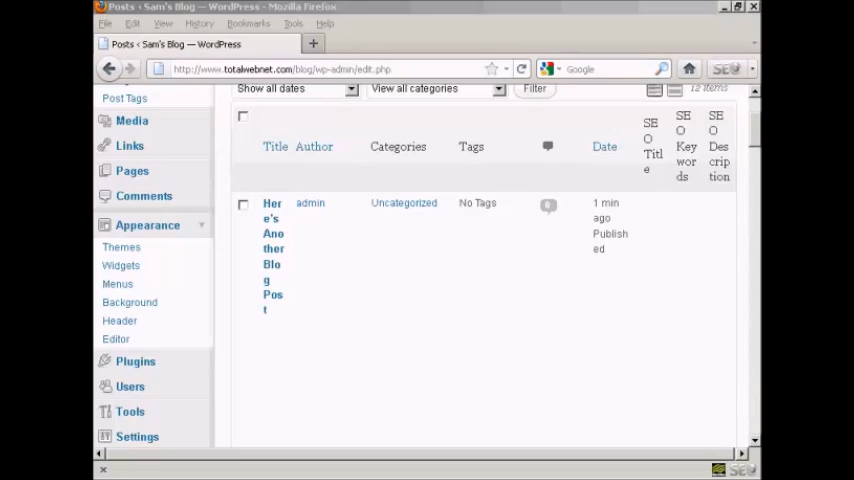 Posts ‹ Sam's Blog — WordPress - Mozilla Firefox
File Edit View History Bookmarks Tools Help
Posts ‹ Sam's Blog — WordPress
http://www.totalwebnet.com/blog/wp-admin/edit.php
Google
SEO
Post Tags
Media
Links
Pages
Comments
Appearance
Themes
Widgets
Menus
Background
Header
Editor
Plugins
Users
Tools
Settings
Show all dates View all categories Filter 12 items
Title Author Categories Tags Date
SE
O
Titl
e
SE
O
Key
wor
ds
SE
O
Des
crip
tion
Her
e's
Ano
ther
Blo
g
Pos
t
admin Uncategorized No Tags 0
1 min
ago
Publish
ed
SEO